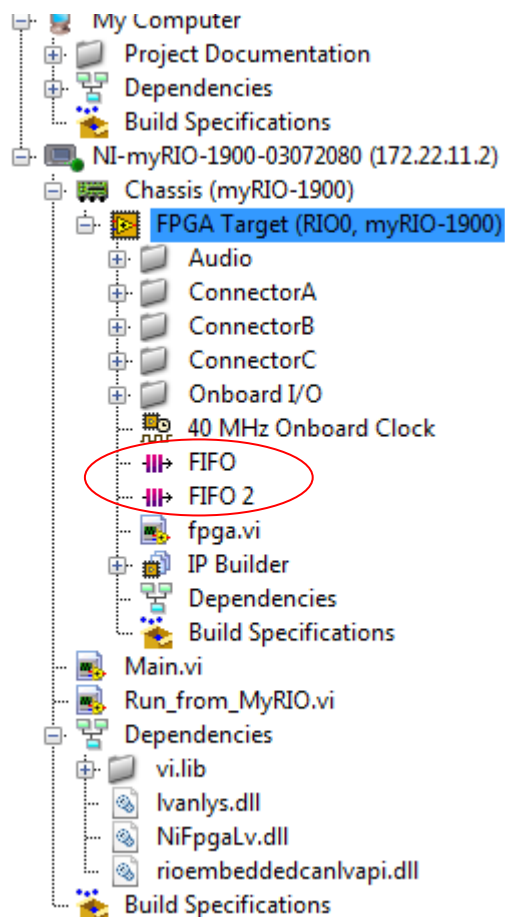 My Computer
Project Documentation
Dependencies
Build Specifications
NI-myRIO-1900-03072080 (172.22.11.2)
Chassis (myRIO-1900)
FPGA Target (RIO0, myRIO-1900)
Audio
ConnectorA
ConnectorB
ConnectorC
Onboard I/O
40 MHz Onboard Clock
FIFO
FIFO 2
fpga.vi
IP Builder
Dependencies
Build Specifications
Main.vi
Run_from_MyRIO.vi
Dependencies
vi.lib
lvanlys.dll
NiFpgaLv.dll
rioembeddedcanlvapi.dll
Build Specifications